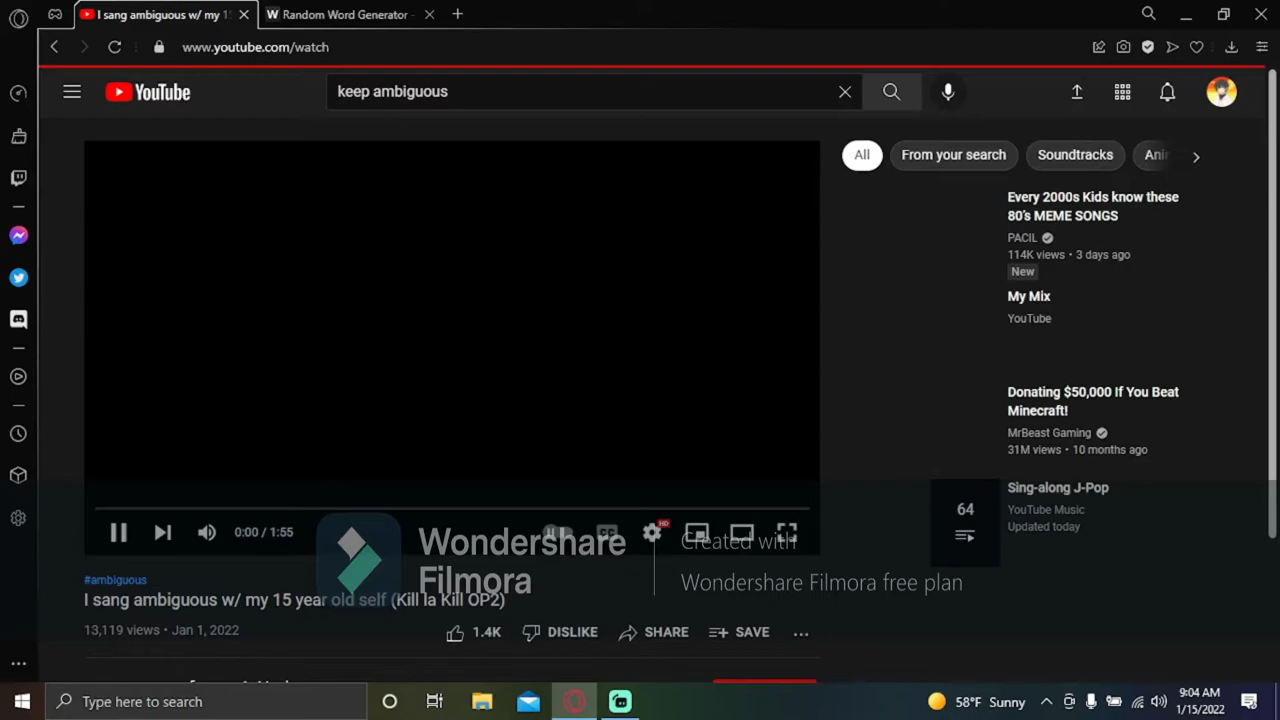 I sang ambiguous w/ my 15
Random Word Generator -
www.youtube.com/watch
YouTube
keep ambiguous
All
From your search
Soundtracks
Ani
Every 2000s Kids know these
80's MEME SONGS
PACIL
114K views • 3 days ago
New
My Mix
YouTube
Donating $50,000 If You Beat
Minecraft!
MrBeast Gaming
31M views • 10 months ago
64
Sing-along J-Pop
YouTube Music
Updated today
0:00 / 1:55
CC
HD
Wondershare
Filmora
Created with
Wondershare Filmora free plan
#ambiguous
I sang ambiguous w/ my 15 year old self (Kill la Kill OP2)
13,119 views • Jan 1, 2022
1.4K
DISLIKE
SHARE
SAVE
Type here to search
58°F Sunny
9:04 AM
1/15/2022